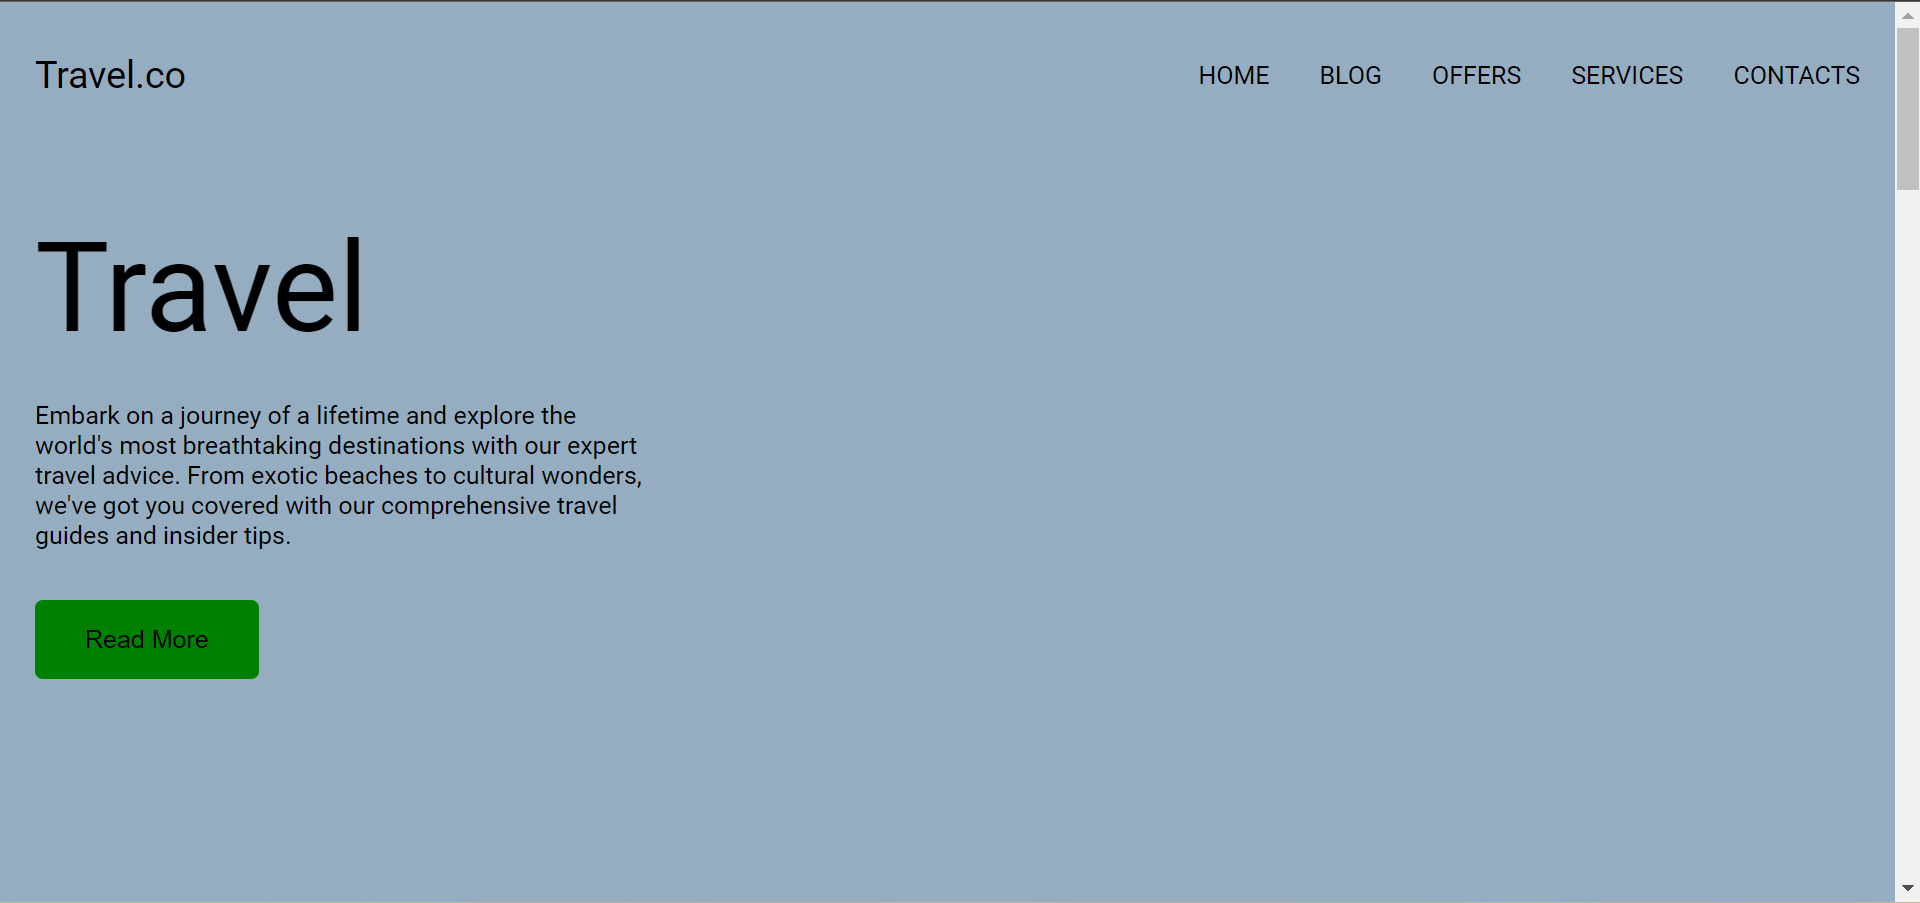 Travel.co
HOME BLOG OFFERS SERVICES CONTACTS
Travel
Embark on a journey of a lifetime and explore the
world's most breathtaking destinations with our expert
travel advice. From exotic beaches to cultural wonders,
we've got you covered with our comprehensive travel
guides and insider tips.
Read More